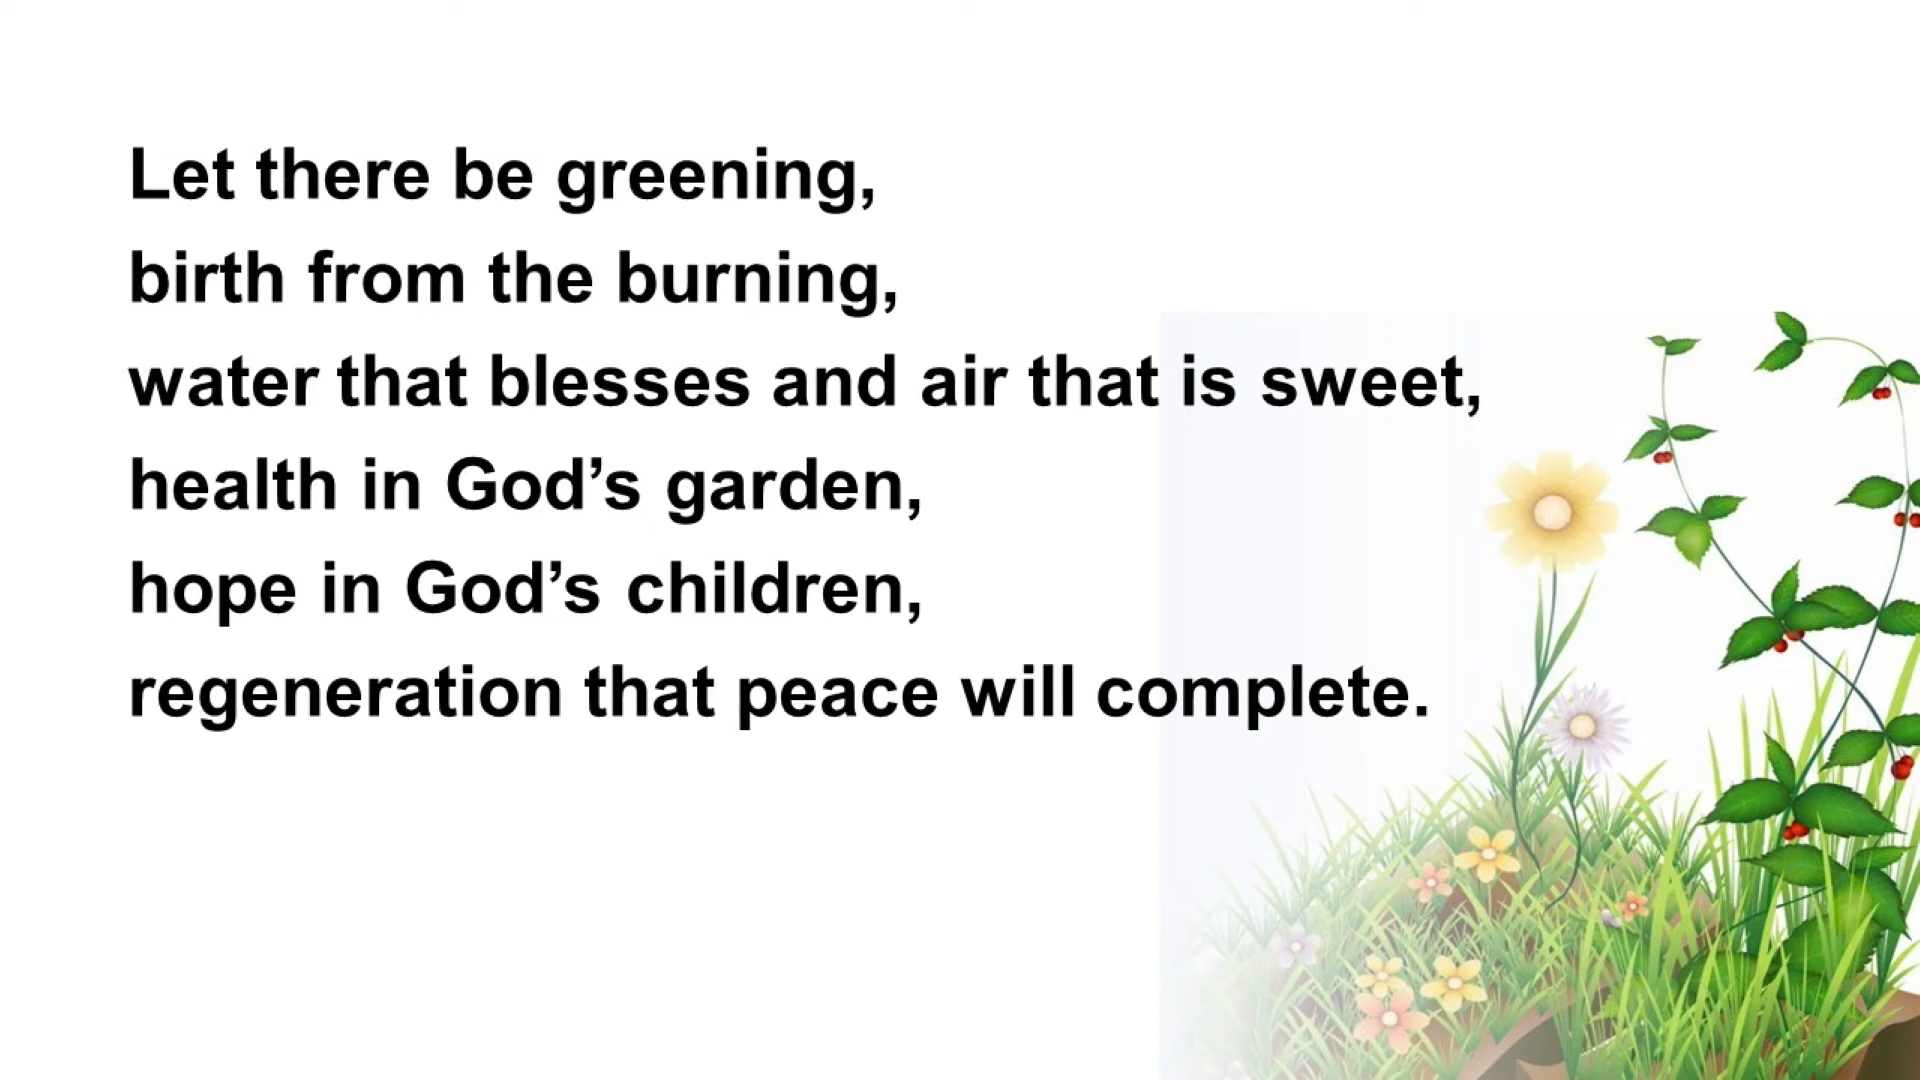 Let there be greening,
birth from the burning,
water that blesses and air that is sweet,
health in God’s garden,
hope in God’s children,
regeneration that peace will complete.